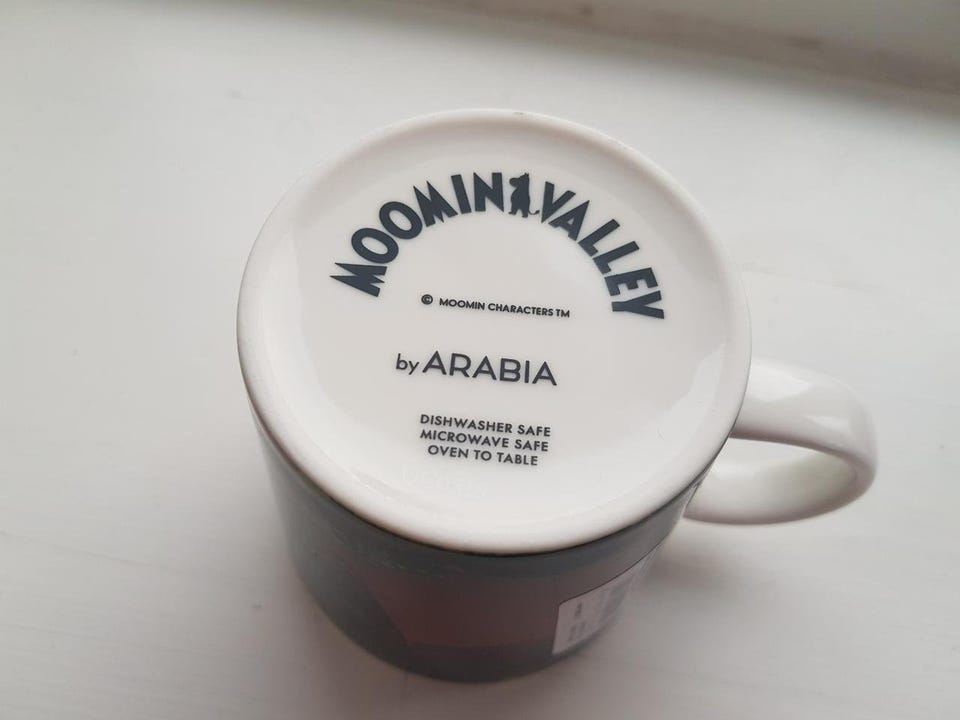 MOOMINVALLEY
© MOOMIN CHARACTERS TM
by ARABIA
DISHWASHER SAFE
MICROWAVE SAFE
OVEN TO TABLE